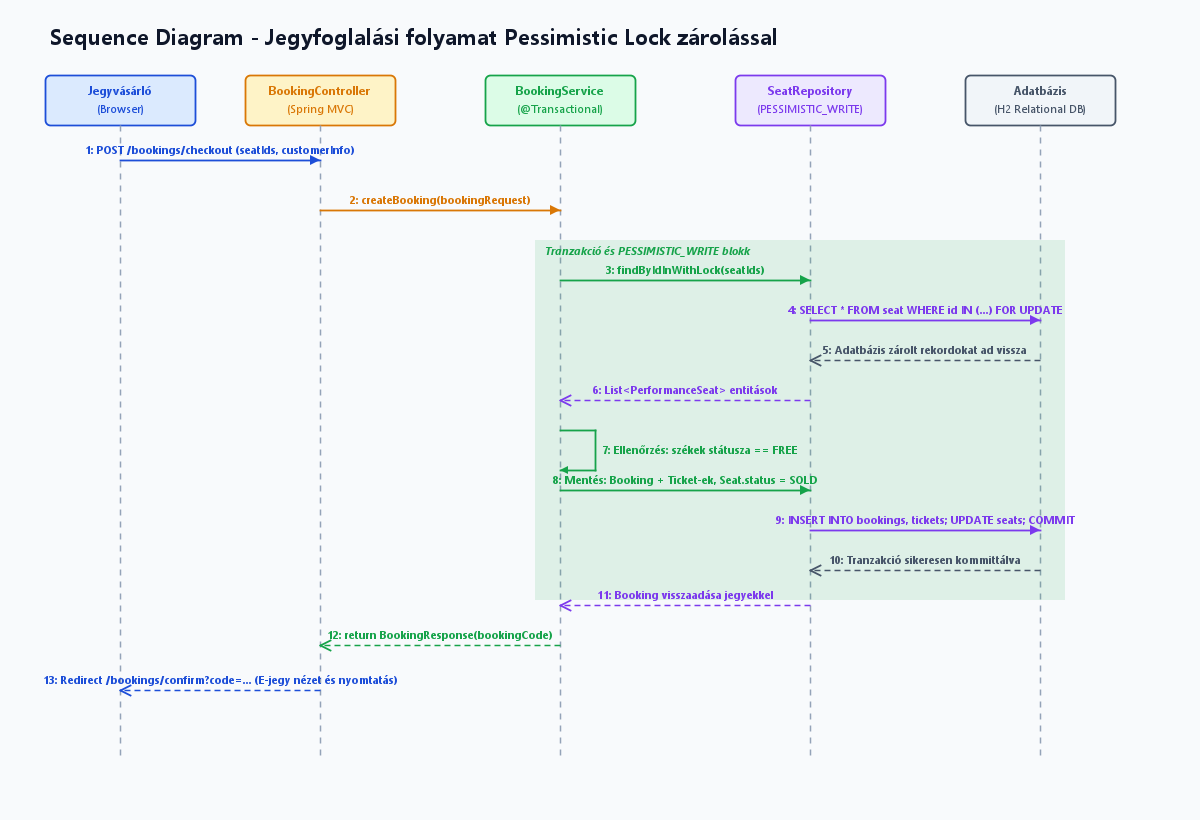 Sequence Diagram - Jegyfoglalási folyamat Pessimistic Lock zárolással
Jegyvásárló
(Browser)
BookingController
(Spring MVC)
BookingService
(@Transactional)
SeatRepository
(PESSIMISTIC_WRITE)
Adatbázis
(H2 Relational DB)
1: POST /bookings/checkout (seatIds, customerInfo)
2: createBooking(bookingRequest)
Tranzakció és PESSIMISTIC_WRITE blokk
3: findByIdInWithLock(seatIds)
4: SELECT * FROM seat WHERE id IN (...) FOR UPDATE
5: Adatbázis zárolt rekordokat ad vissza
6: List<PerformanceSeat> entitások
7: Ellenőrzés: székek státusza == FREE
8: Mentés: Booking + Ticket-ek, Seat.status = SOLD
9: INSERT INTO bookings, tickets; UPDATE seats; COMMIT
10: Tranzakció sikeresen kommittálva
11: Booking visszaadása jegyekkel
12: return BookingResponse(bookingCode)
13: Redirect /bookings/confirm?code=... (E-jegy nézet és nyomtatás)